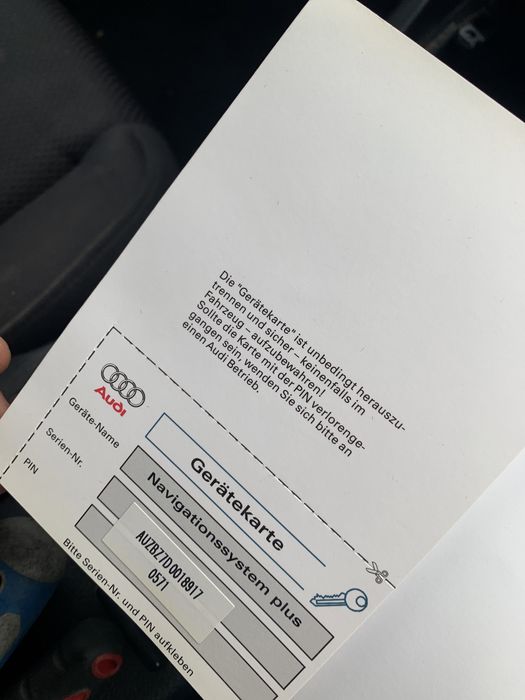 Die "Gerätekarte" ist unbedingt herauszu-
trennen und sicher – keinenfalls im
Fahrzeug – aufzubewahren!
Sollte die Karte mit der PIN verlorenge-
gangen sein, wenden Sie sich bitte an
einen Audi Betrieb.
Audi
Gerätekarte
Geräte-Name
Navigationssystem plus
Serien-Nr.
AUZBZ7D0018917
PIN
0571
Bitte Serien-Nr. und PIN aufkleben